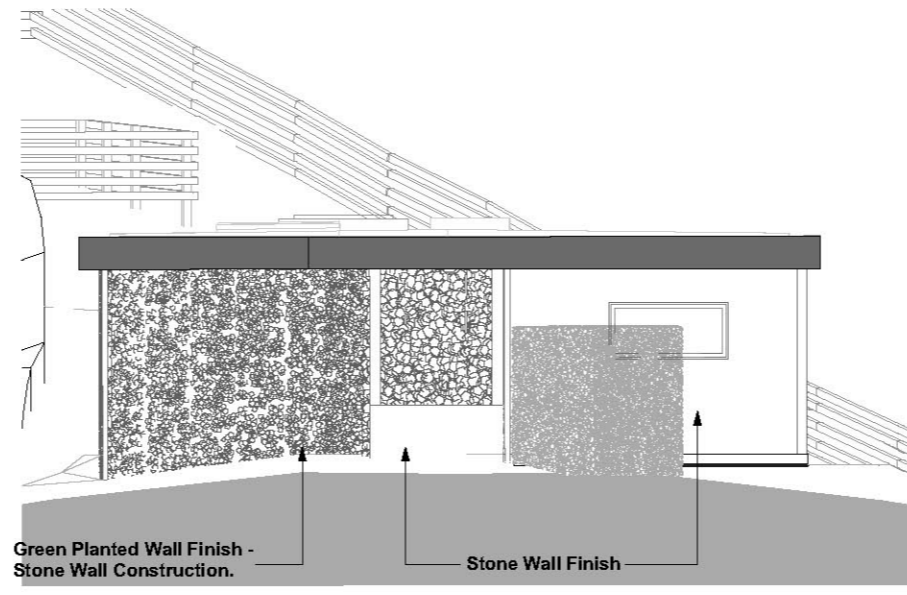 Green Planted Wall Finish -
Stone Wall Construction.
Stone Wall Finish